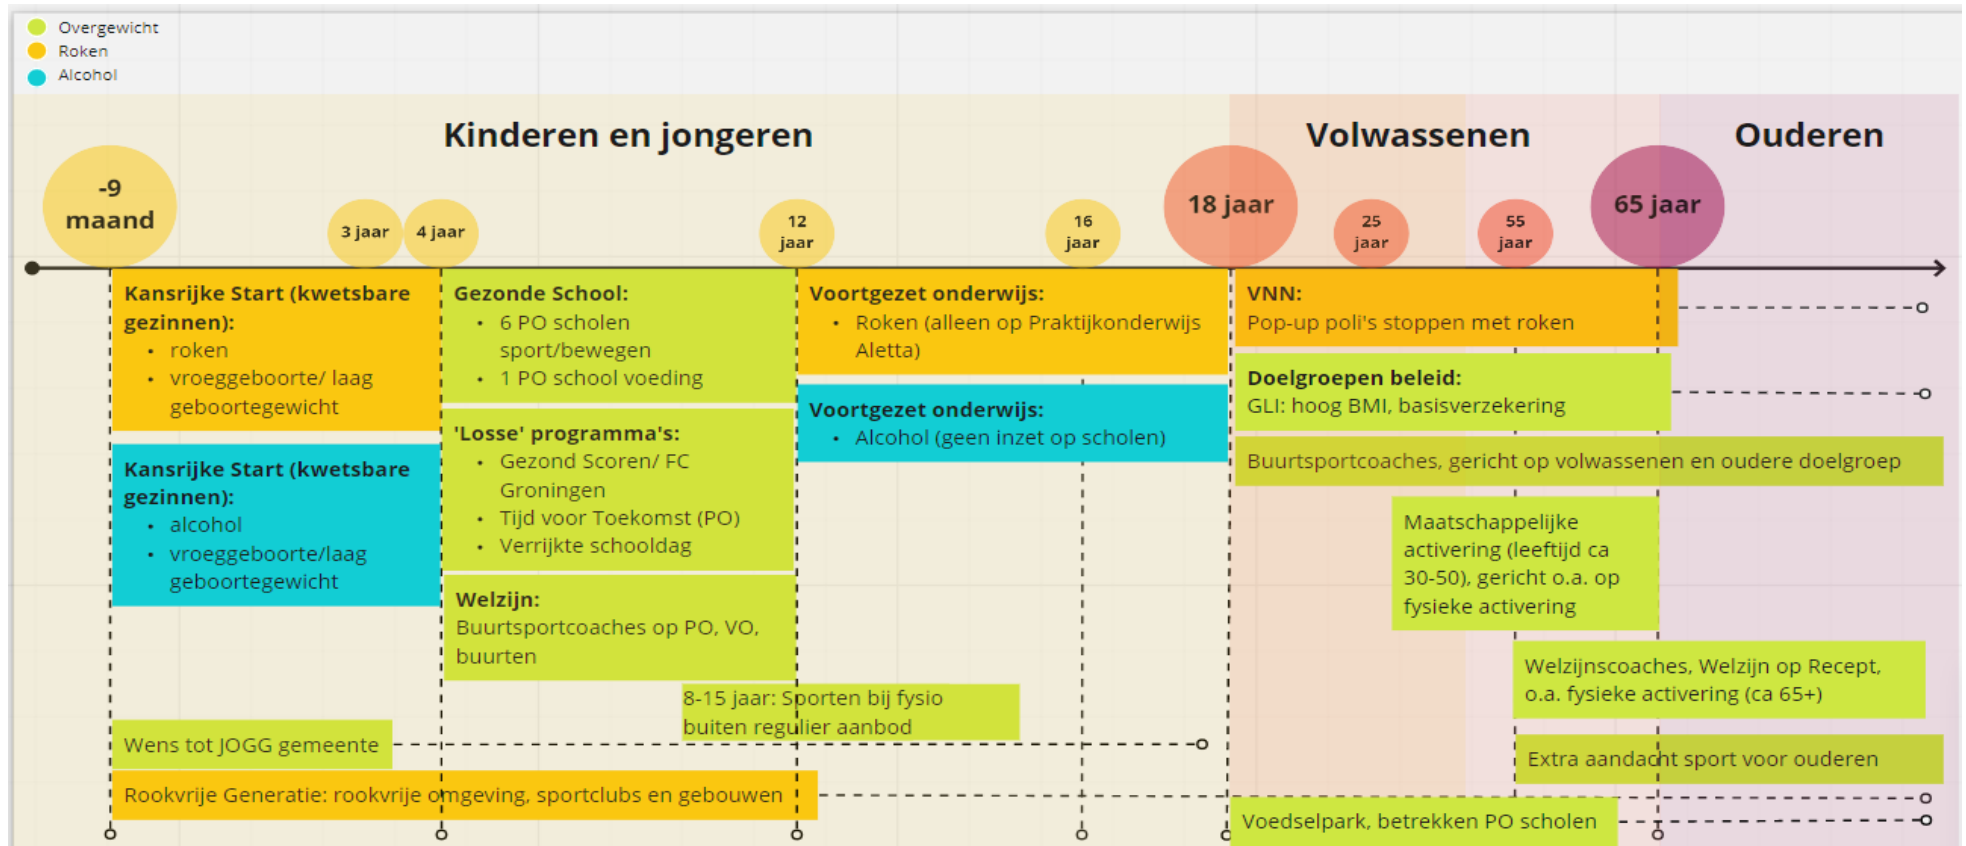 Overgewicht
Roken
Alcohol
Kinderen en jongeren
Volwassenen
Ouderen
-9
maand
3 jaar
4 jaar
12
jaar
16
jaar
18 jaar
25
jaar
55
jaar
65 jaar
Kansrijke Start (kwetsbare
gezinnen):
• roken
• vroeggeboorte/ laag
geboortegewicht
Kansrijke Start (kwetsbare
gezinnen):
• alcohol
• vroeggeboorte/laag
geboortegewicht
Gezonde School:
• 6 PO scholen
sport/bewegen
• 1 PO school voeding
'Losse' programma's:
• Gezond Scoren/ FC
Groningen
• Tijd voor Toekomst (PO)
• Verrijkte schooldag
Welzijn:
Buurtsportcoaches op PO, VO,
buurten
8-15 jaar: Sporten bij fysio
buiten regulier aanbod
Wens tot JOGG gemeente
Rookvrije Generatie: rookvrije omgeving, sportclubs en gebouwen
Voortgezet onderwijs:
• Roken (alleen op Praktijkonderwijs
Aletta)
Voortgezet onderwijs:
• Alcohol (geen inzet op scholen)
VNN:
Pop-up poli's stoppen met roken
Doelgroepen beleid:
GLI: hoog BMI, basisverzekering
Buurtsportcoaches, gericht op volwassenen en oudere doelgroep
Maatschappelijke
activering (leeftijd ca
30-50), gericht o.a. op
fysieke activering
Welzijnscoaches, Welzijn op Recept,
o.a. fysieke activering (ca 65+)
Extra aandacht sport voor ouderen
Voedselpark, betrekken PO scholen